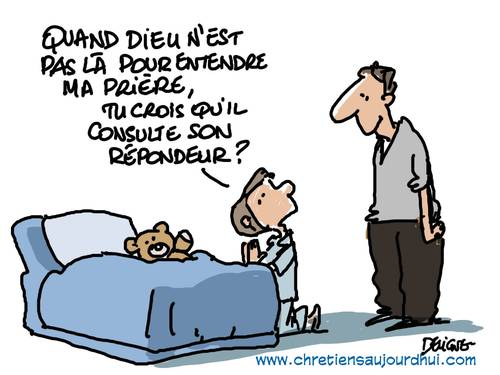 QUAND DIEU N'EST
PAS LÀ POUR ENTENDRE
MA PRIÈRE,
TU CROIS QU'IL
CONSULTE SON
RÉPONDEUR?
DELIGNE
www.chretiensaujourdhui.com